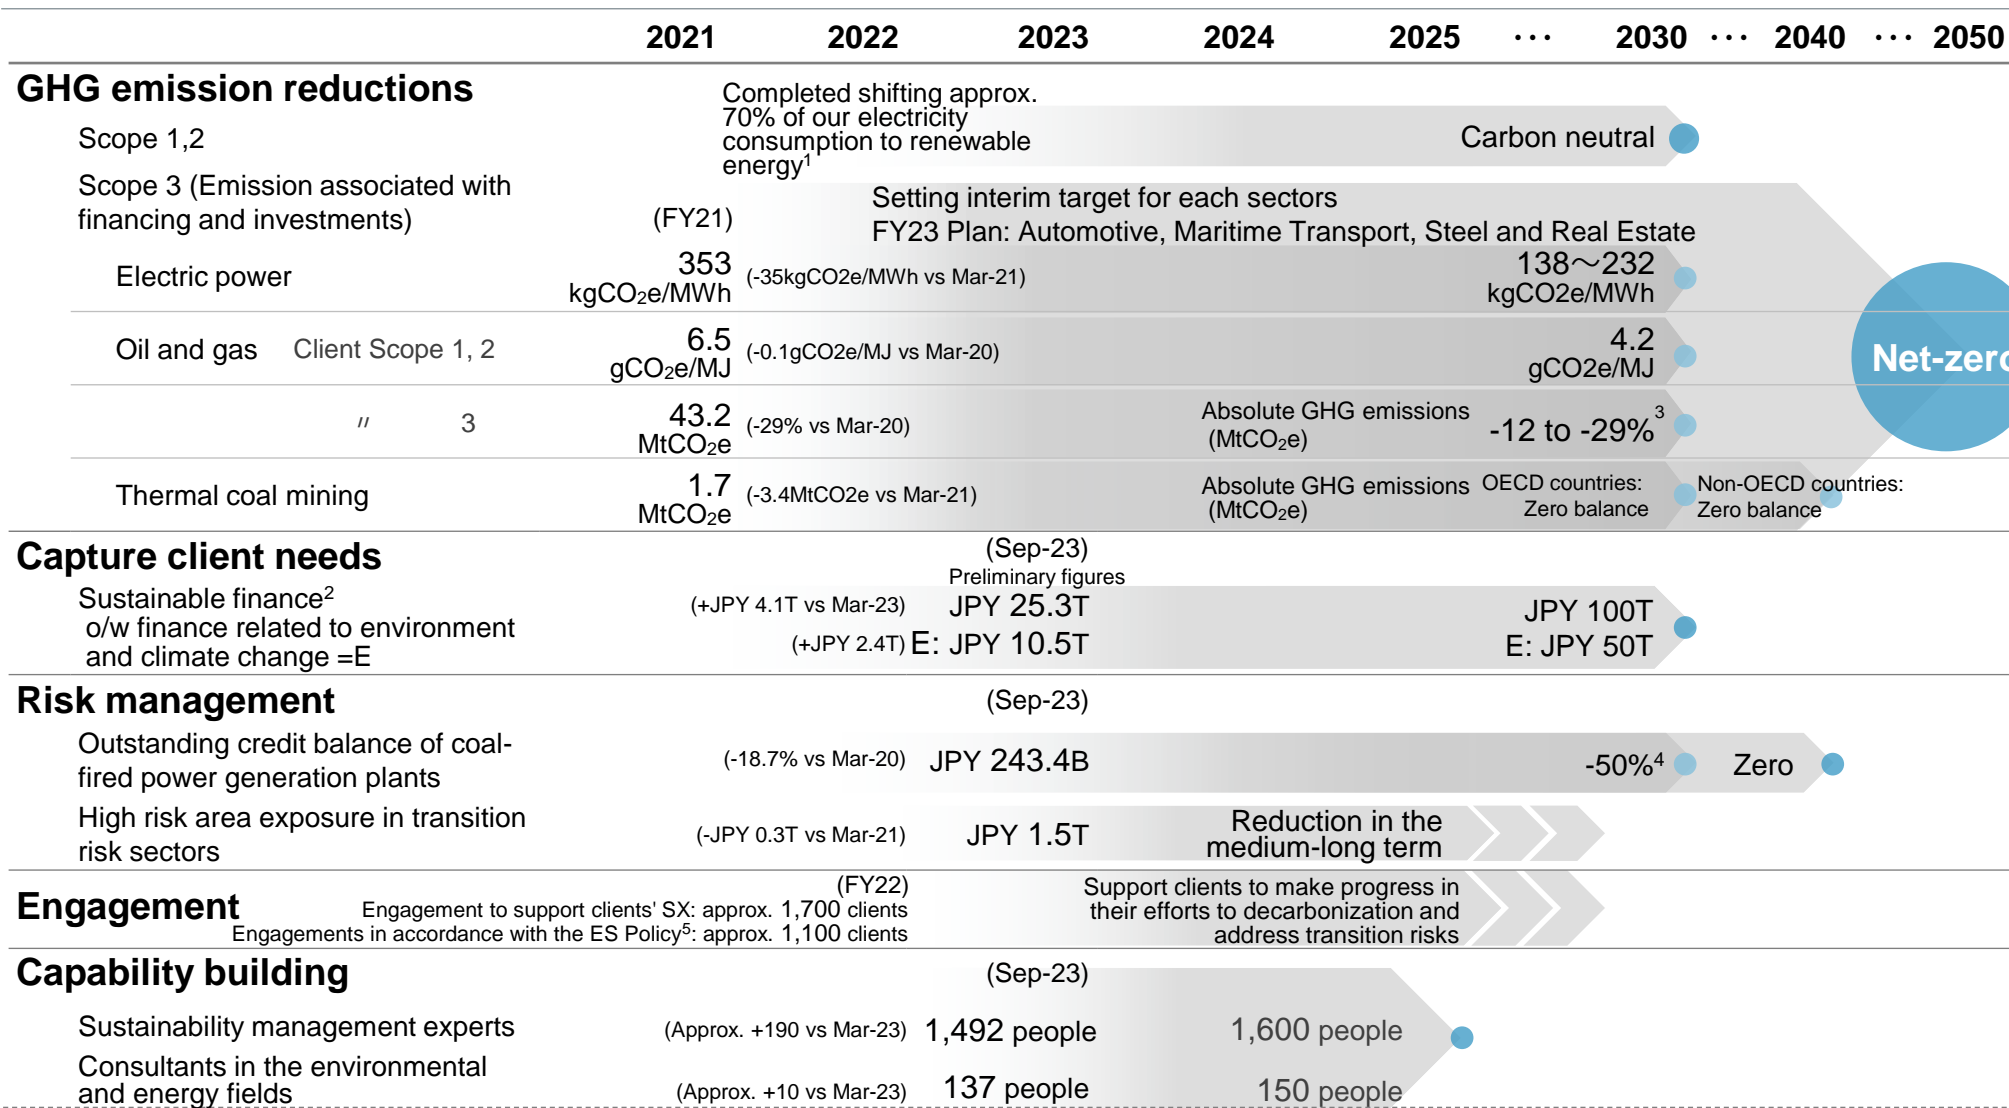 2021 2022 2023 2024 2025 ··· 2030 ··· 2040 ··· 2050
GHG emission reductions
Completed shifting approx.
70% of our electricity
consumption to renewable
energy1
Scope 1,2
Carbon neutral
Scope 3 (Emission associated with
financing and investments)
(FY21)
Setting interim target for each sectors
FY23 Plan: Automotive, Maritime Transport, Steel and Real Estate
Electric power
353
kgCO2e/MWh
(-35kgCO2e/MWh vs Mar-21)
138～232
kgCO2e/MWh
Oil and gas Client Scope 1, 2
6.5
gCO2e/MJ
(-0.1gCO2e/MJ vs Mar-20)
4.2
gCO2e/MJ
Net-zero
〃 3
43.2
MtCO2e
(-29% vs Mar-20)
Absolute GHG emissions
(MtCO2e)
-12 to -29%3
Thermal coal mining
1.7
MtCO2e
(-3.4MtCO2e vs Mar-21)
Absolute GHG emissions
(MtCO2e)
OECD countries:
Zero balance
Non-OECD countries:
Zero balance
Capture client needs
(Sep-23)
Preliminary figures
Sustainable finance2
o/w finance related to environment
and climate change =E
(+JPY 4.1T vs Mar-23) JPY 25.3T
(+JPY 2.4T) E: JPY 10.5T
JPY 100T
E: JPY 50T
Risk management
(Sep-23)
Outstanding credit balance of coal-
fired power generation plants
(-18.7% vs Mar-20) JPY 243.4B
-50%4
Zero
High risk area exposure in transition
risk sectors
(-JPY 0.3T vs Mar-21) JPY 1.5T
Reduction in the
medium-long term
Engagement
(FY22)
Engagement to support clients' SX: approx. 1,700 clients
Engagements in accordance with the ES Policy5: approx. 1,100 clients
Support clients to make progress in
their efforts to decarbonization and
address transition risks
Capability building
(Sep-23)
Sustainability management experts
(Approx. +190 vs Mar-23) 1,492 people
1,600 people
Consultants in the environmental
and energy fields
(Approx. +10 vs Mar-23) 137 people
150 people